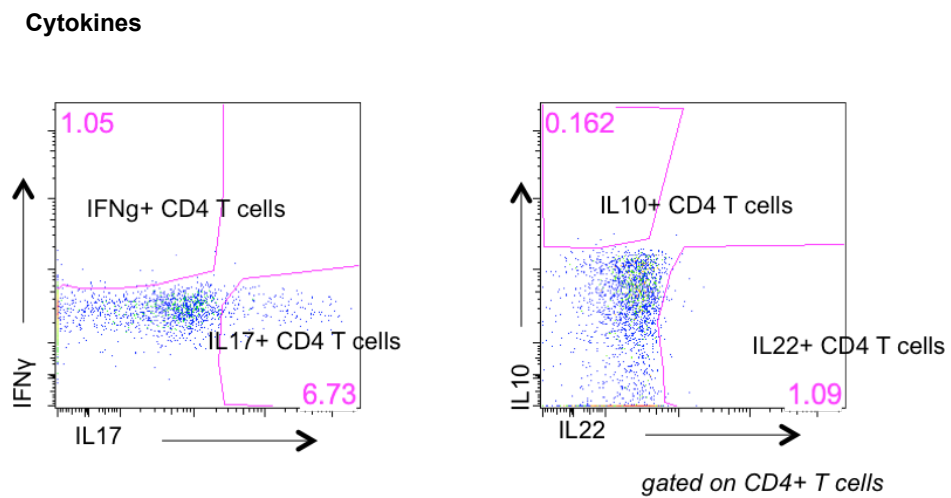 Cytokines
1.05
IFNg+ CD4 T cells
IL17+ CD4 T cells
6.73
IFNγ
IL17
0.162
IL10+ CD4 T cells
IL22+ CD4 T cells
1.09
IL10
IL22
gated on CD4+ T cells